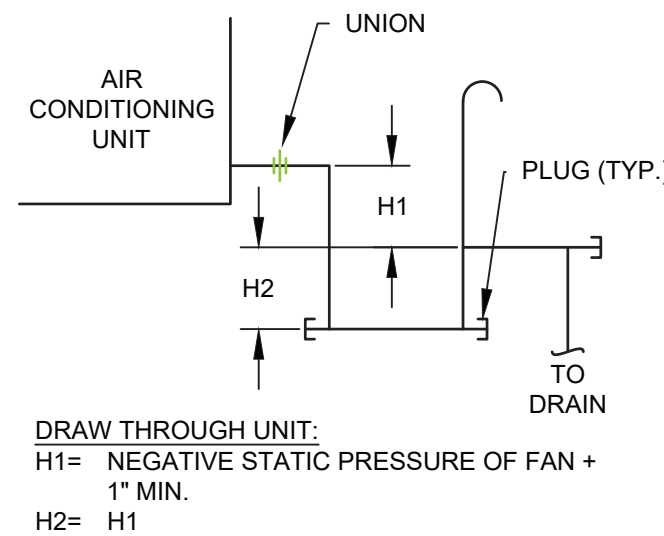 UNION
AIR
CONDITIONING
UNIT
PLUG (TYP.)
H1
H2
TO
DRAIN
DRAW THROUGH UNIT:
H1= NEGATIVE STATIC PRESSURE OF FAN +
1" MIN.
H2= H1